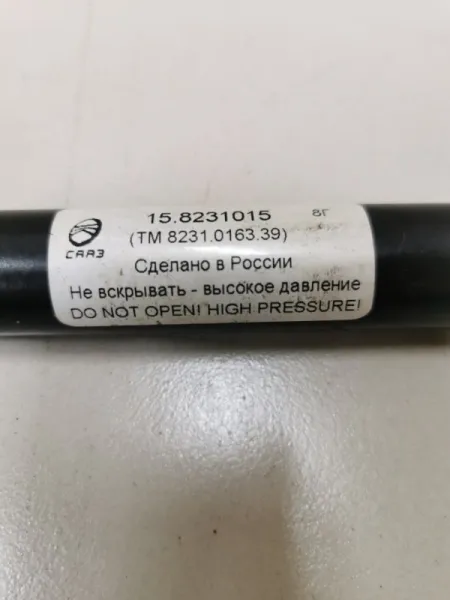 15.8231015 8Г
СААЗ (ТМ 8231.0163.39)
Сделано в России
Не вскрывать - высокое давление
DO NOT OPEN! HIGH PRESSURE!